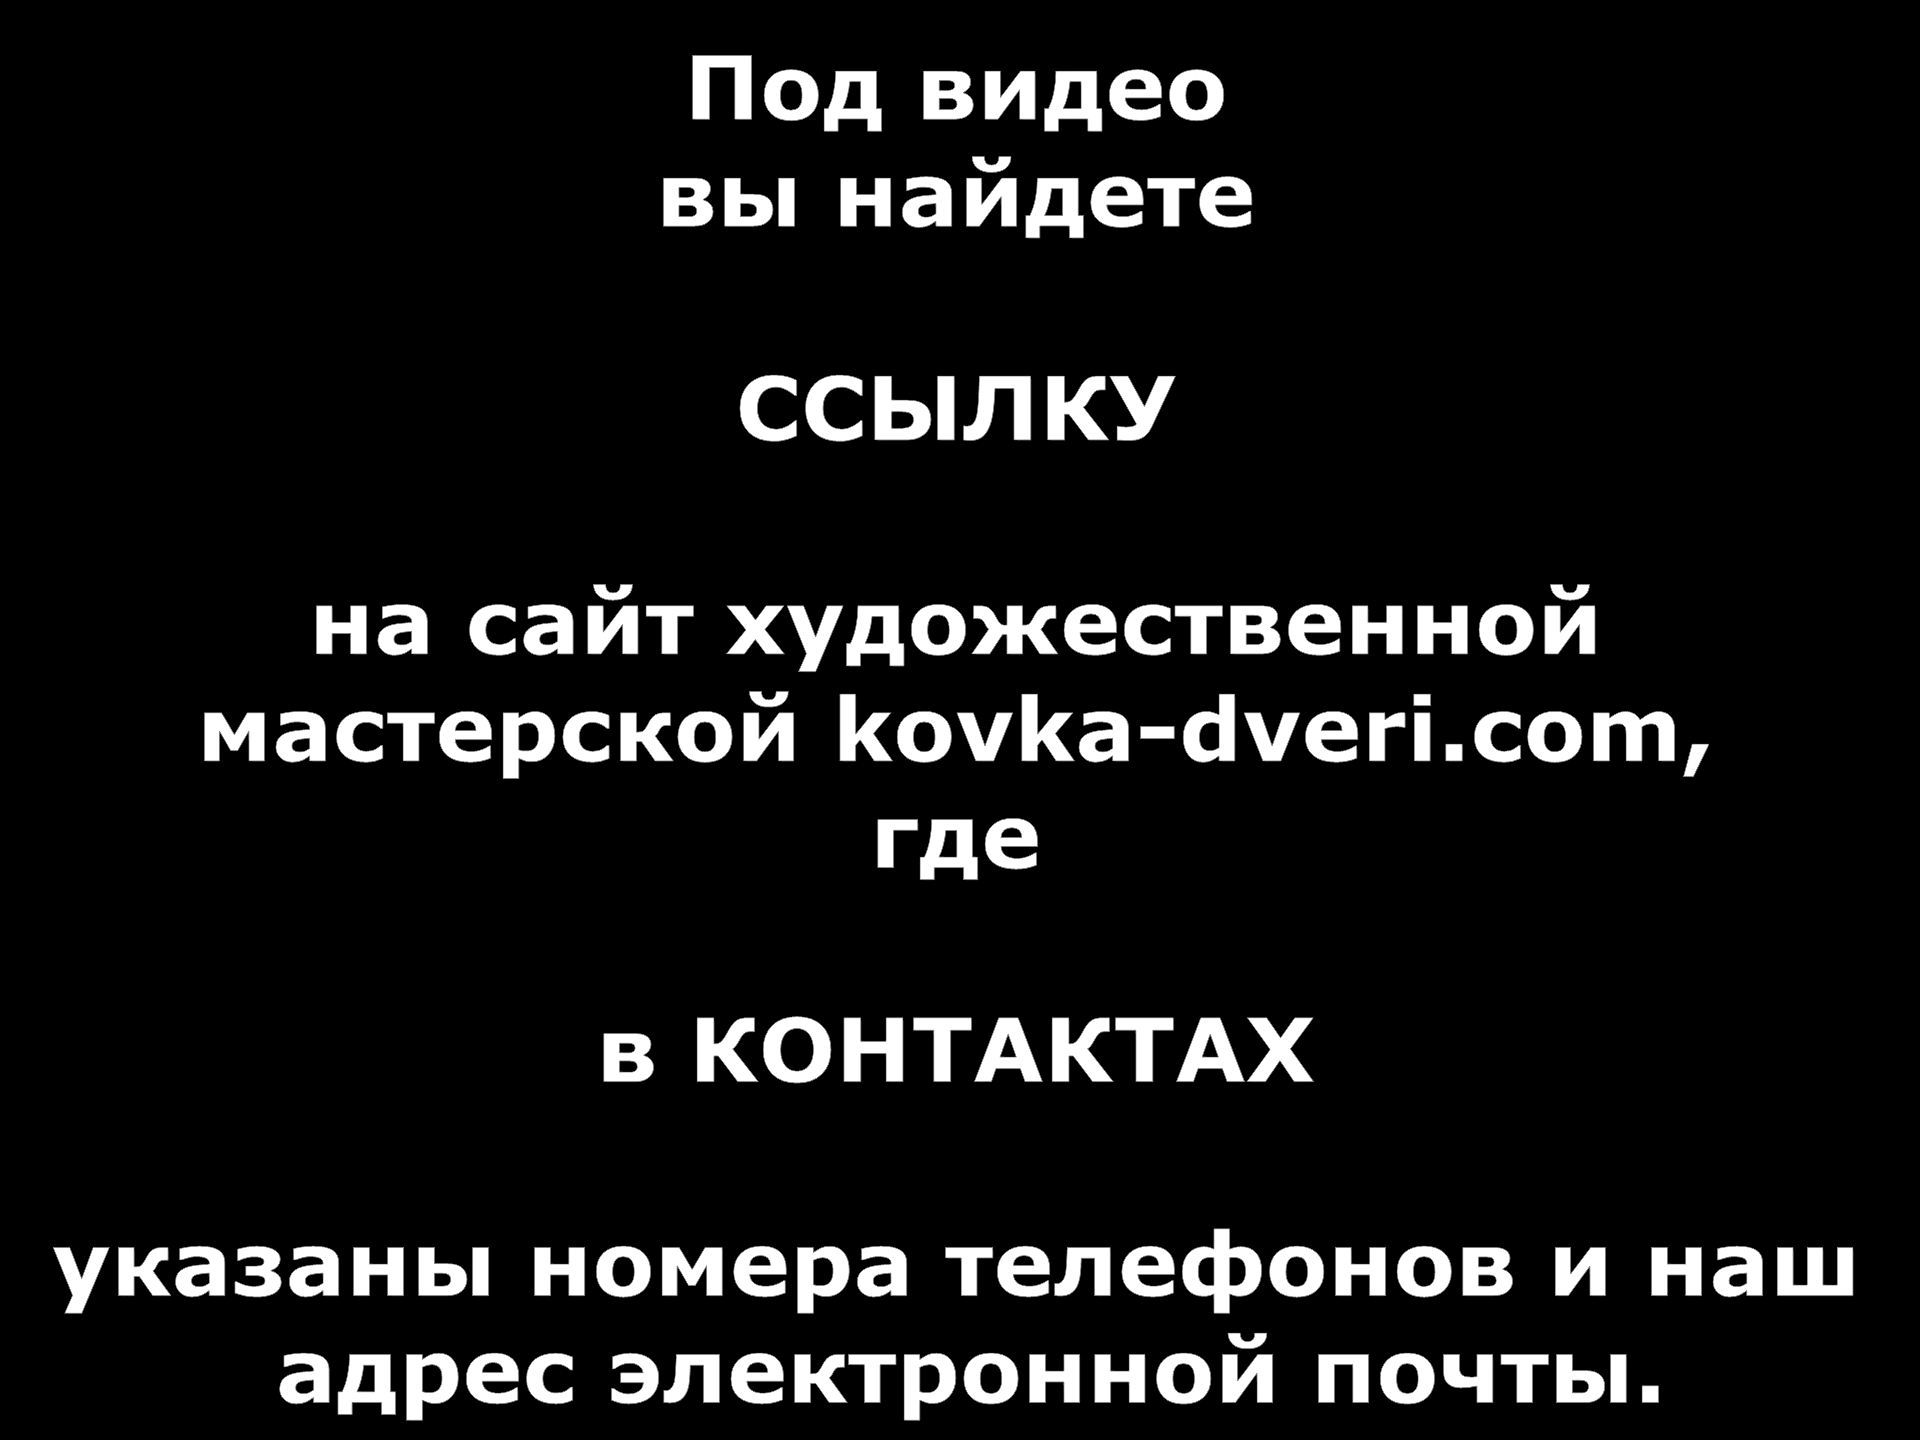 Под видео
вы найдете
ССЫЛКУ
на сайт художественной
мастерской kovka-dveri.com,
где
в КОНТАКТАХ
указаны номера телефонов и наш
адрес электронной почты.